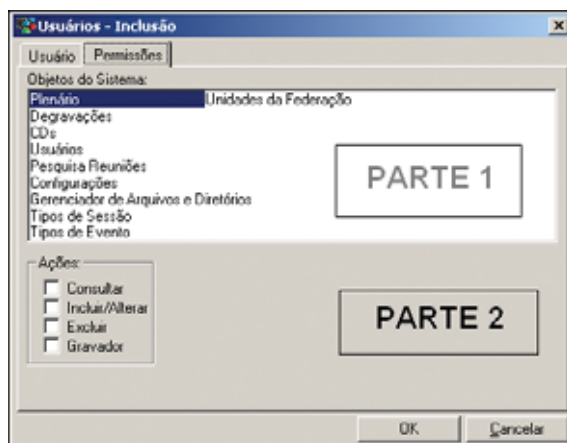 Usuários - Inclusão
Usuário Permissões
Objetos do Sistema:
Plenário Unidades da Federação
Degravações
CDs
Usuários
Pesquisa Reuniões
Configurações
Gerenciador de Arquivos e Diretórios
Tipos de Sessão
Tipos de Evento
PARTE 1
Ações:
Consultar
Incluir/Alterar
Excluir
Gravador
PARTE 2
OK Cancelar